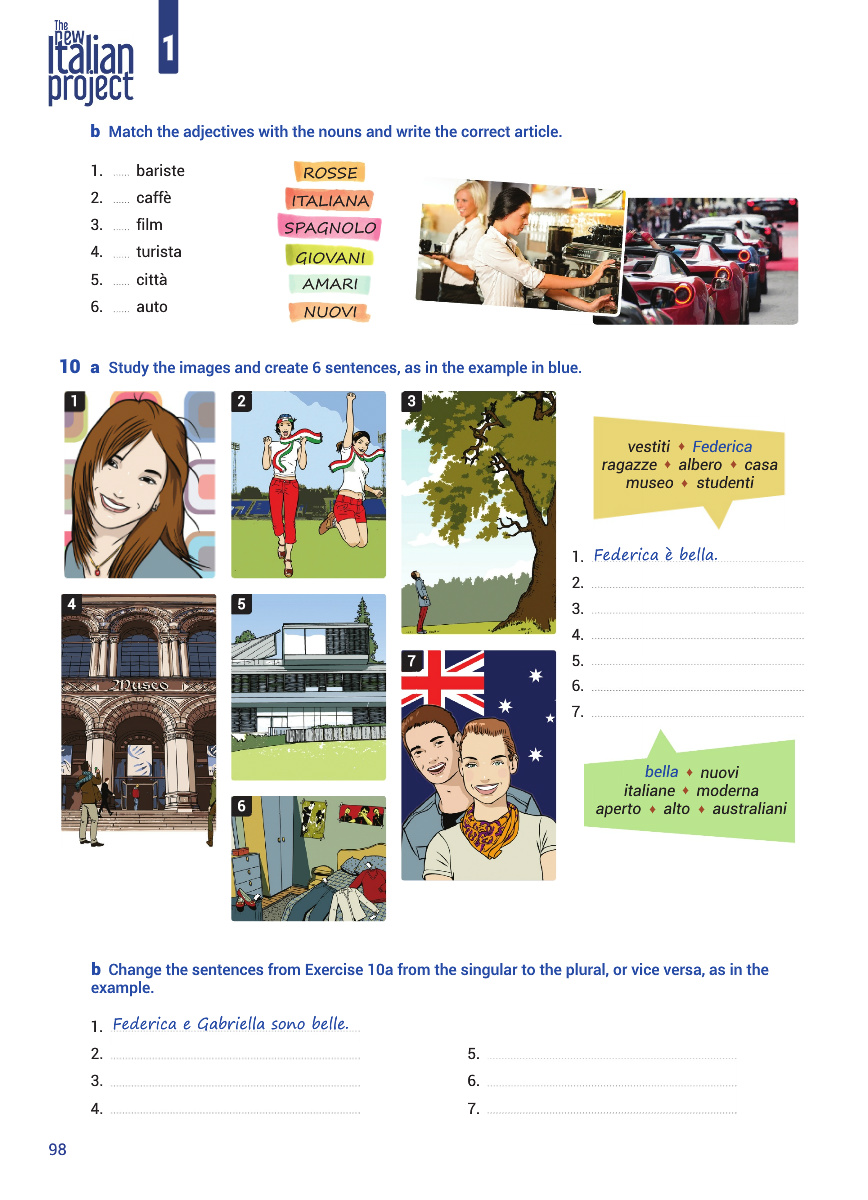 The
new
Italian
project
1
b Match the adjectives with the nouns and write the correct article.
1. ...... bariste
2. ...... caffè
3. ...... film
4. ...... turista
5. ...... città
6. ...... auto
ROSSE
ITALIANA
SPAGNOLO
GIOVANI
AMARI
NUOVI
10 a Study the images and create 6 sentences, as in the example in blue.
1
2
3
4
Museo
5
6
7
vestiti ♦ Federica
ragazze ♦ albero ♦ casa
museo ♦ studenti
1. Federica è bella.
2.
3.
4.
5.
6.
7.
bella ♦ nuovi
italiane ♦ moderna
aperto ♦ alto ♦ australiani
b Change the sentences from Exercise 10a from the singular to the plural, or vice versa, as in the
example.
1. Federica e Gabriella sono belle.
2.
3.
4.
5.
6.
7.
98